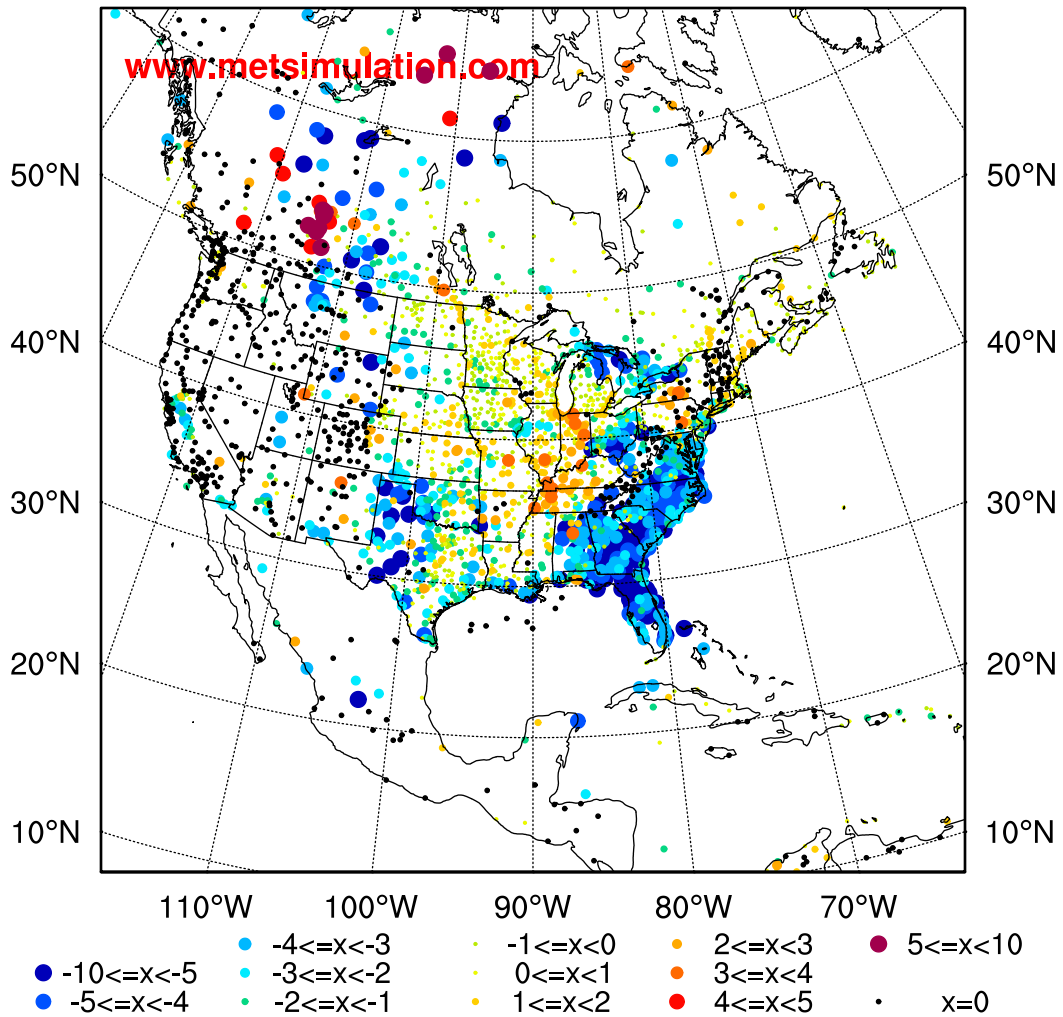 www.metsimulation.com
50°N 50°N
40°N 40°N
30°N 30°N
20°N 20°N
10°N 10°N
110°W 100°W 90°W 80°W 70°W
-4<=x<-3 -1<=x<0 2<=x<3 5<=x<10
-10<=x<-5 -3<=x<-2 0<=x<1 3<=x<4
-5<=x<-4 -2<=x<-1 1<=x<2 4<=x<5 x=0